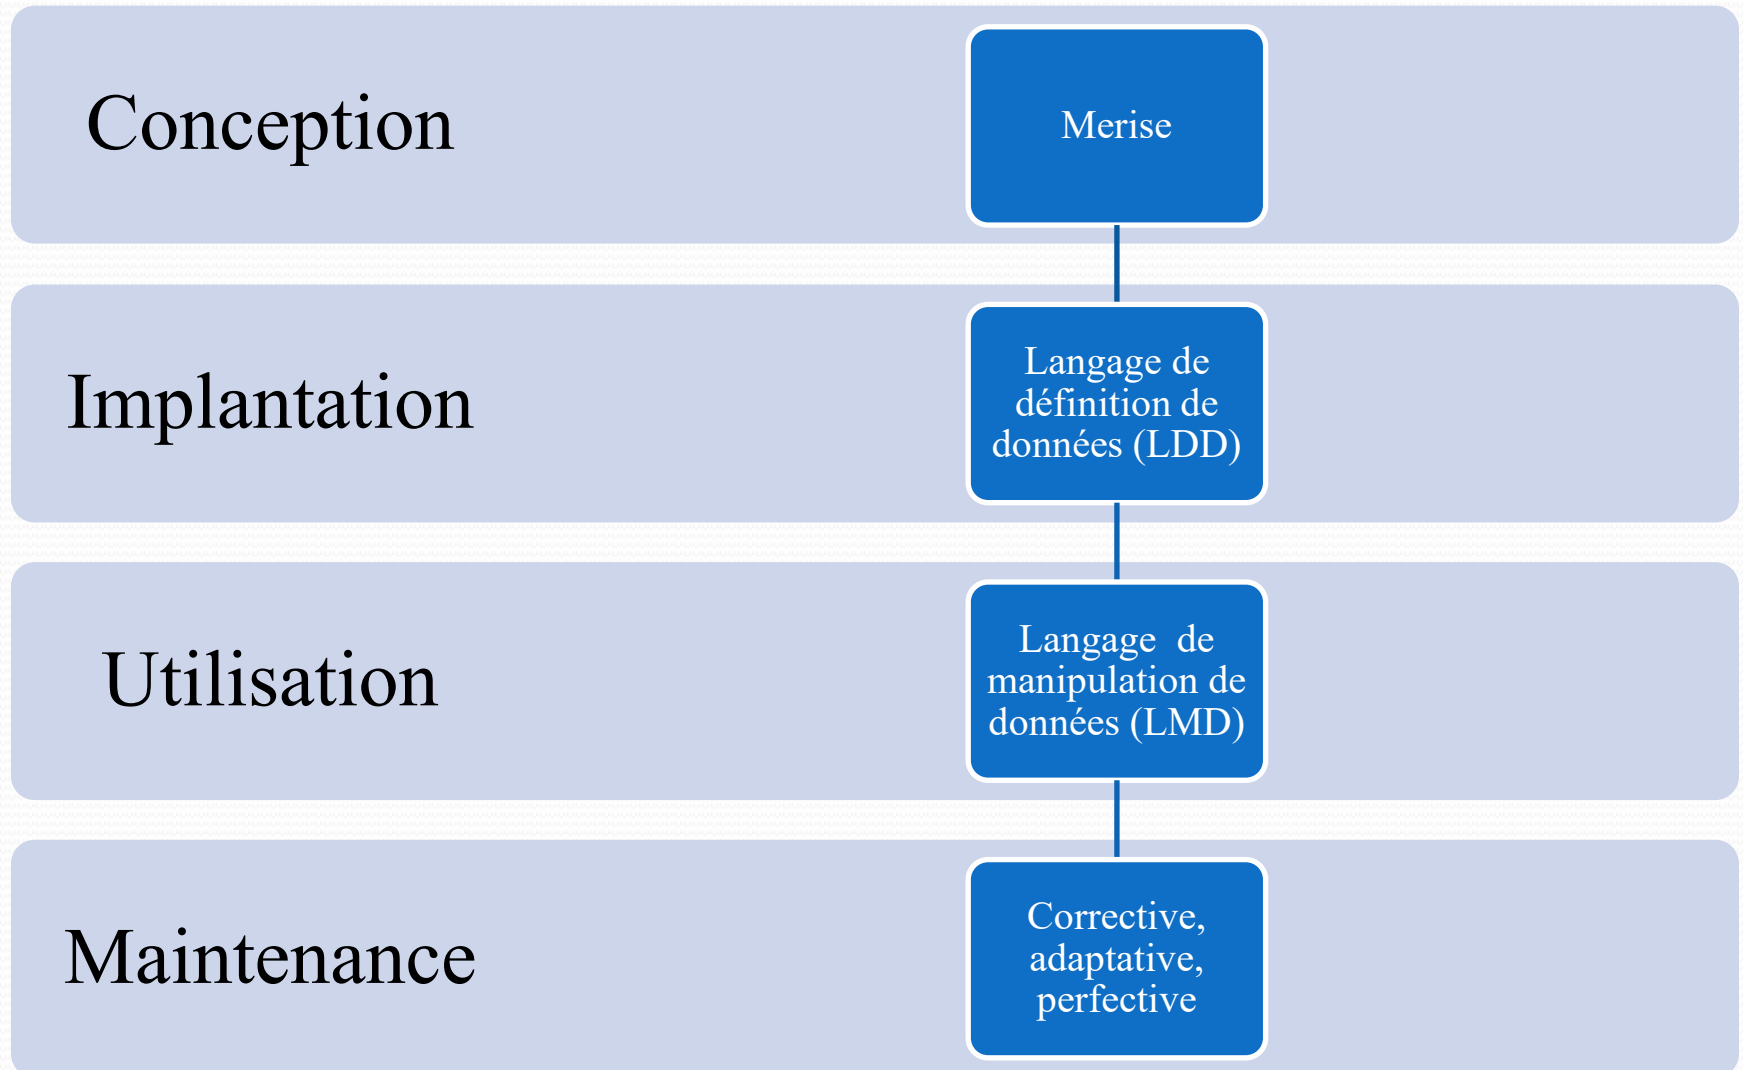 Conception
Merise
Implantation
Langage de
définition de
données (LDD)
Utilisation
Langage  de
manipulation de
données (LMD)
Maintenance
Corrective,
adaptative,
perfective